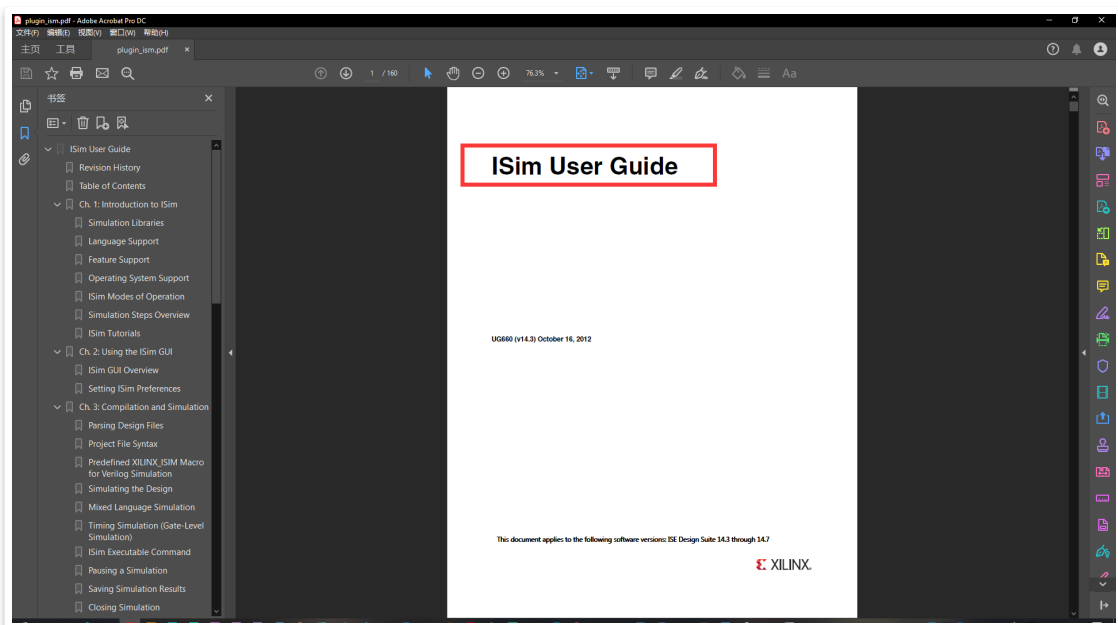 plugin_ism.pdf - Adobe Acrobat Pro DC
文件(F) 编辑(E) 视图(V) 窗口(W) 帮助(H)
主页 工具 plugin_ism.pdf ×
1 / 160 76.3%
Aa
书签 ×
ISim User Guide
Revision History
Table of Contents
Ch. 1: Introduction to ISim
Simulation Libraries
Language Support
Feature Support
Operating System Support
ISim Modes of Operation
Simulation Steps Overview
ISim Tutorials
Ch. 2: Using the ISim GUI
ISim GUI Overview
Setting ISim Preferences
Ch. 3: Compilation and Simulation
Parsing Design Files
Project File Syntax
Predefined XILINX_ISIM Macro
for Verilog Simulation
Simulating the Design
Mixed Language Simulation
Timing Simulation (Gate-Level
Simulation)
ISim Executable Command
Pausing a Simulation
Saving Simulation Results
Closing Simulation
ISim User Guide
UG660 (v14.3) October 16, 2012
This document applies to the following software versions: ISE Design Suite 14.3 through 14.7
XILINX.